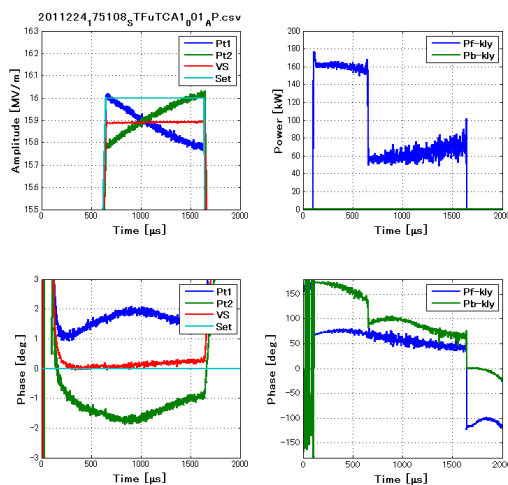 2011224_175108_STFuTCA1_001_AP.csv
163
162
161
16
159
158
157
156
155
Amplitude [MV/m]
Pt1
Pt2
VS
Set
0
500
1000
1500
2000
Time [µs]
200
180
160
140
120
100
80
60
40
20
0
Power [kW]
Pf-kly
Pb-kly
0
500
1000
1500
2000
Time [µs]
3
2
1
0
-1
-2
-3
Phase [deg.]
Pt1
Pt2
VS
Set
0
500
1000
1500
2000
Time [µs]
150
100
50
0
-50
-100
-150
Phase [deg.]
Pf-kly
Pb-kly
0
500
1000
1500
2000
Time [µs]